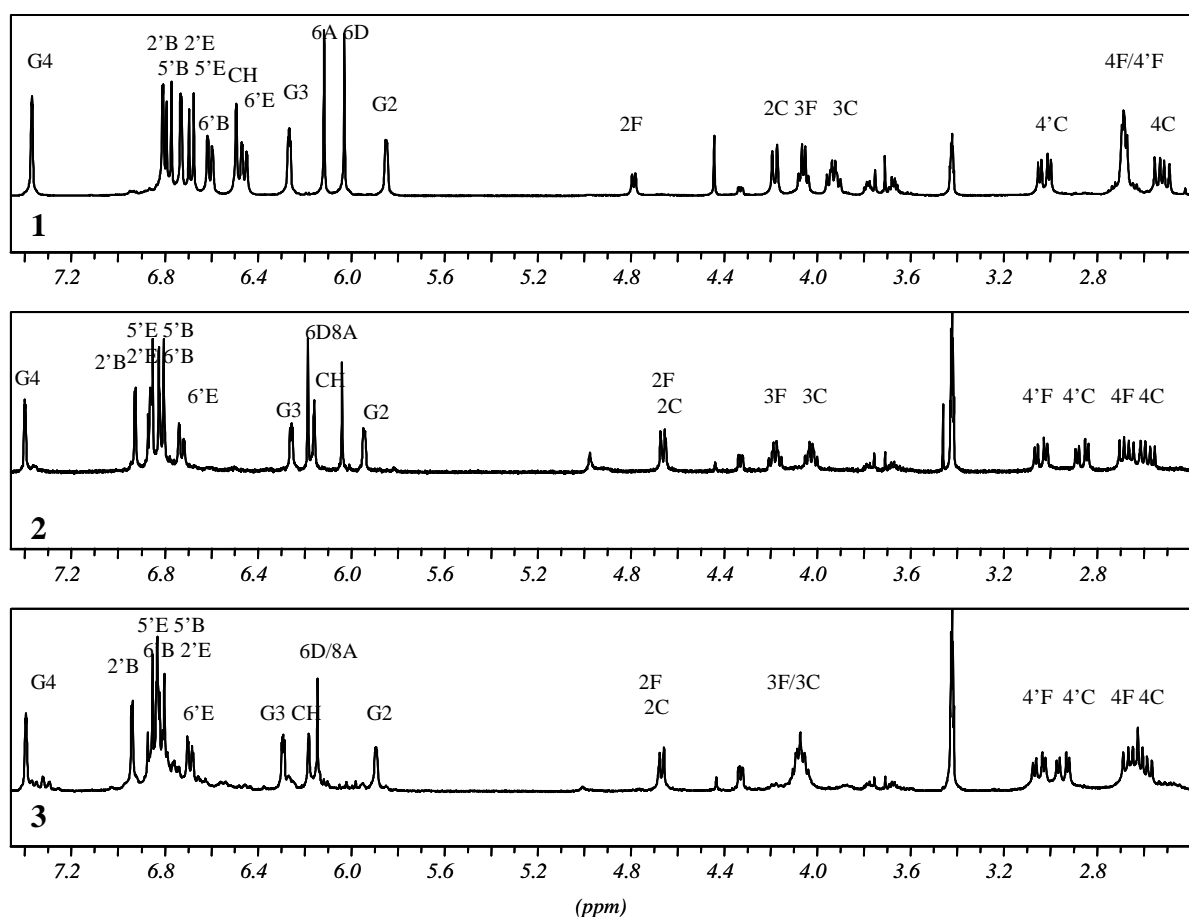 6A 6D
2'B 2'E
G4 5'B 5'E CH 4F/4'F
G3 2C 3F 3C
6'E G2 4'C 4C
6'B 2F
1
7.2 6.8 6.4 6.0 5.6 5.2 4.8 4.4 4.0 3.6 3.2 2.8
5'E 5'B 6D8A
2'B 2'E 6'B CH 2F
G4 6'E G3 G2 2C 3F 3C 4'F 4'C 4F 4C
2
7.2 6.8 6.4 6.0 5.6 5.2 4.8 4.4 4.0 3.6 3.2 2.8
5'E 5'B
6'B 2'E 6D/8A
2'B 2F 3F/3C
G4 6'E G3 CH G2 2C 4'F 4'C 4F 4C
3
7.2 6.8 6.4 6.0 5.6 5.2 4.8 4.4 4.0 3.6 3.2 2.8
(ppm)